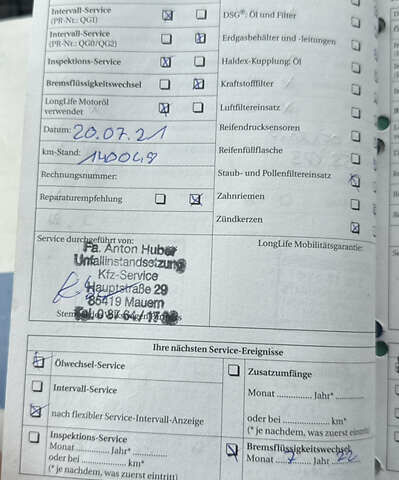 Intervall-Service
(PR-Nr.: QG1)
Intervall-Service
(PR-Nr.: QG0/QG2)
Inspektions-Service
Bremsflüssigkeitswechsel
LongLife Motoröl
verwendet
Datum: 20.07.21
km-Stand: 140048
Rechnungsnummer:
Reparaturempfehlung
DSG®: Öl und Filter
Erdgasbehälter und -leitungen
Haldex-Kupplung: Öl
Kraftstofffilter
Luftfiltereinsatz
Reifendrucksensoren
Reifenfüllflasche
Staub- und Pollenfiltereinsatz
Zahnriemen
Zündkerzen
Service durchgeführt von:
Fa. Anton Huber
Unfallinstandsetzung
Kfz-Service
Hauptstraße 29
85419 Mauern
LongLife Mobilitätsgarantie:
Ihre nächsten Service-Ereignisse
Ölwechsel-Service
Intervall-Service
nach flexibler Service-Intervall-Anzeige
Inspektions-Service
Monat ............ Jahr*............
oder bei .................... km*
(* je nachdem, was zuerst eintritt)
Zusatzumfänge
Monat ............ Jahr*............
oder bei .................... km*
(* je nachdem, was zuerst eintritt)
Bremsflüssigkeitswechsel
Monat 7 Jahr 22